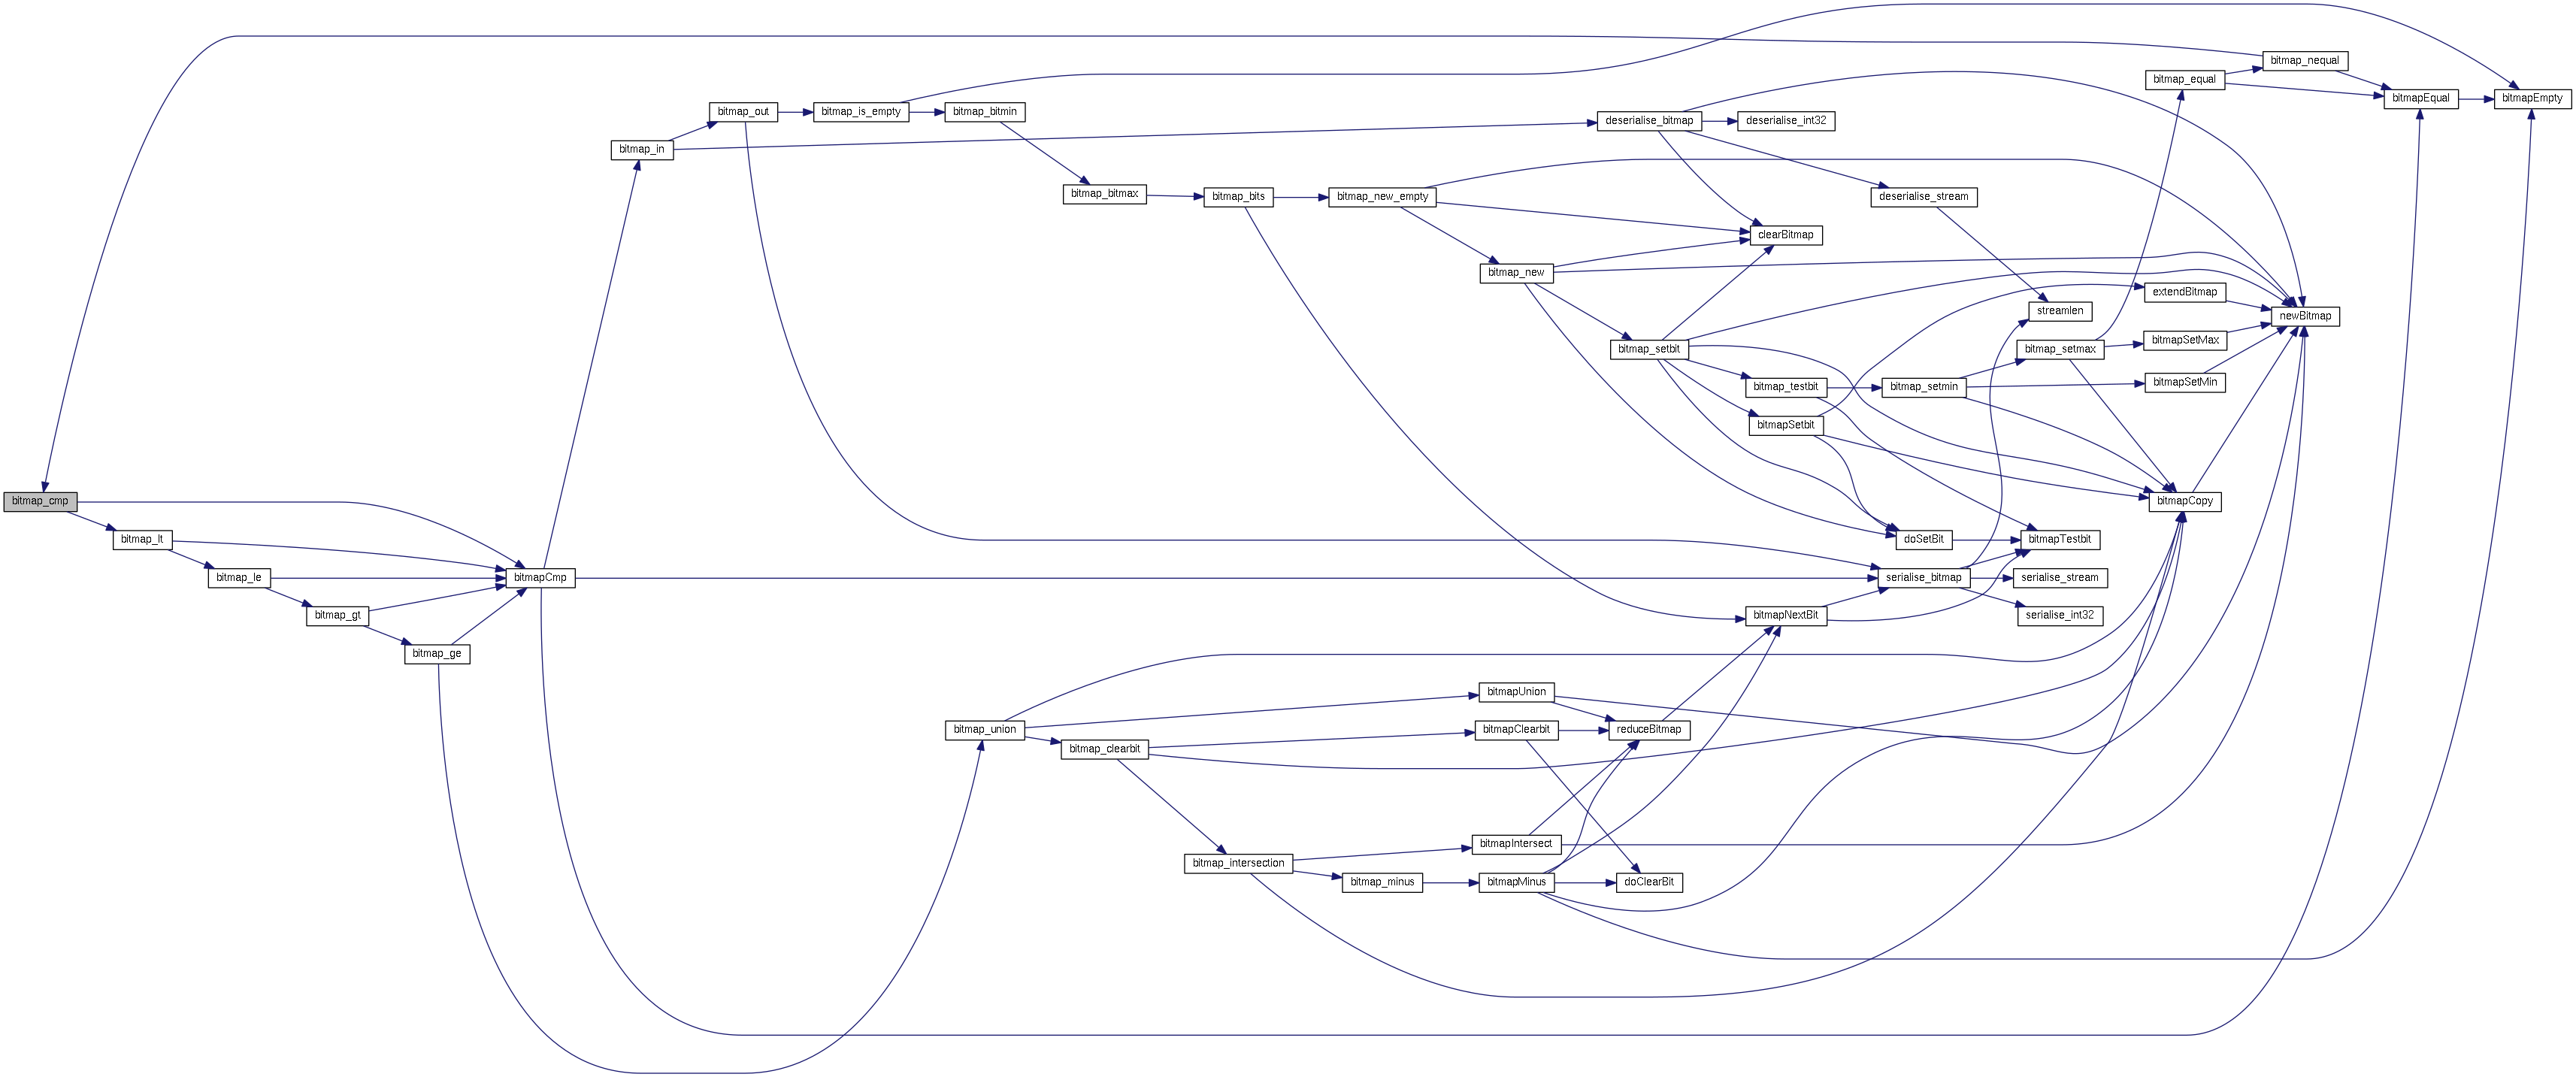 bitmap_nequal
bitmap_equal
bitmapEqual
bitmapEmpty
bitmap_out
bitmap_is_empty
bitmap_bitmin
deserialise_bitmap
deserialise_int32
bitmap_in
bitmap_bitmax
bitmap_bits
bitmap_new_empty
deserialise_stream
clearBitmap
bitmap_new
extendBitmap
streamlen
newBitmap
bitmap_setbit
bitmap_setmax
bitmapSetMax
bitmap_testbit
bitmap_setmin
bitmapSetMin
bitmapSetbit
bitmap_cmp
bitmapCopy
bitmap_lt
doSetBit
bitmapTestbit
bitmap_le
bitmapCmp
serialise_bitmap
serialise_stream
bitmap_gt
bitmapNextBit
serialise_int32
bitmap_ge
bitmapUnion
bitmap_union
bitmapClearbit
reduceBitmap
bitmap_clearbit
bitmapIntersect
bitmap_intersection
bitmap_minus
bitmapMinus
doClearBit